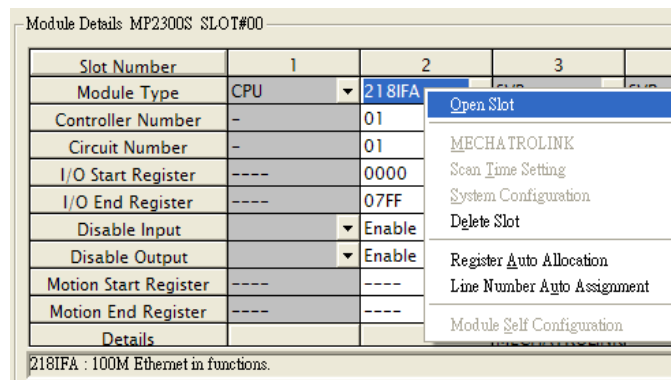 Module Details MP2300S SLOT#00
Slot Number 1 2 3
Module Type CPU 218IFA
Controller Number - 01
Circuit Number - 01
I/O Start Register ---- 0000
I/O End Register ---- 07FF
Disable Input Enable
Disable Output Enable
Motion Start Register ---- ----
Motion End Register ---- ----
Details
Open Slot
MECHATROLINK
Scan Time Setting
System Configuration
Delete Slot
Register Auto Allocation
Line Number Auto Assignment
Module Self Configuration
218IFA : 100M Ethernet in functions.